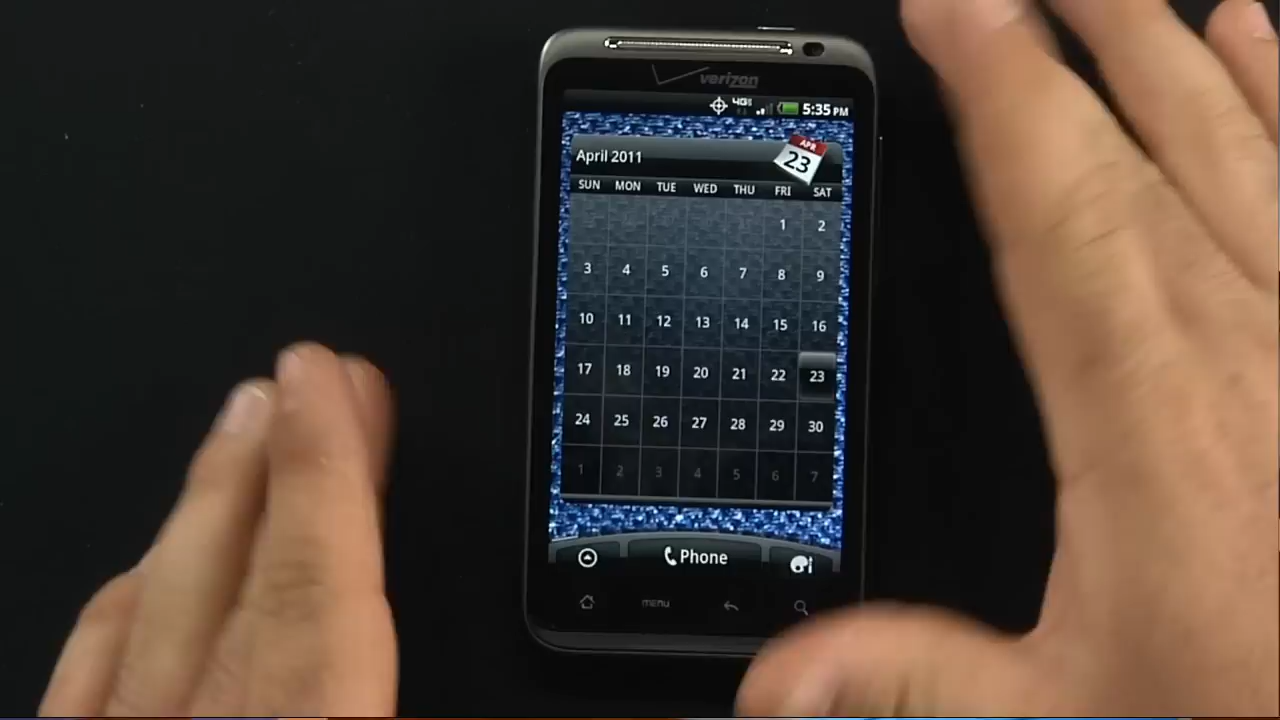 verizon
4G 5:35 PM
April 2011 APR 23
SUN MON TUE WED THU FRI SAT
1 2
3 4 5 6 7 8 9
10 11 12 13 14 15 16
17 18 19 20 21 22 23
24 25 26 27 28 29 30
1 2 3 4 5 6 7
Phone
menu